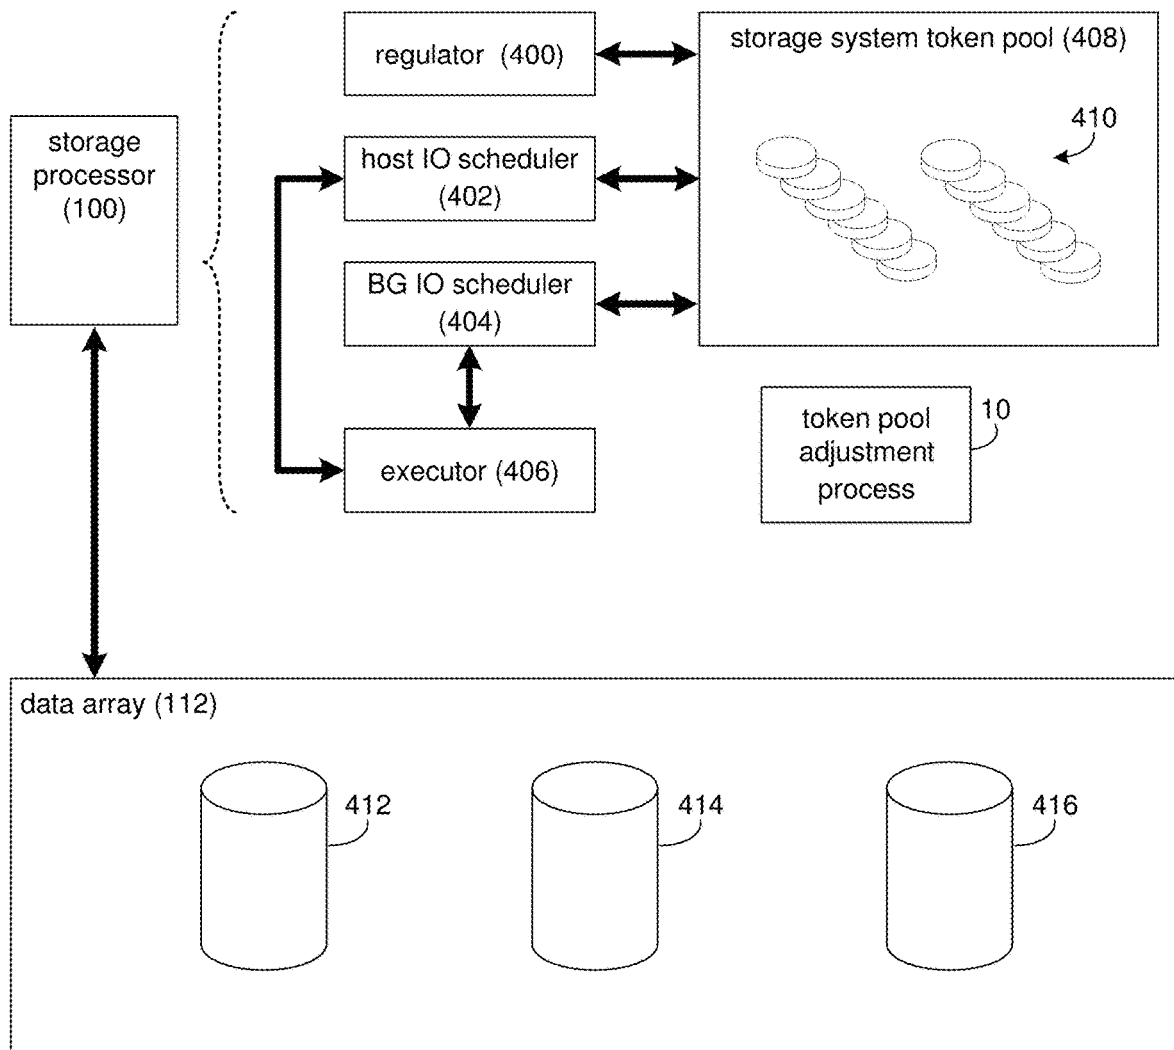 regulator (400)
storage system token pool (408)
410
storage
processor
(100)
host IO scheduler
(402)
BG IO scheduler
(404)
executor (406)
token pool
adjustment
process
10
data array (112)
412
414
416